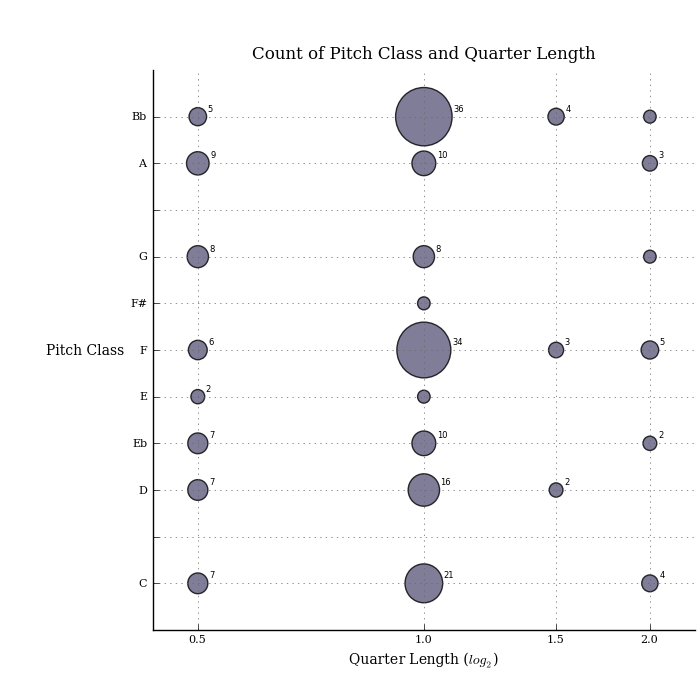 Count of Pitch Class and Quarter Length
Bb 5 36 4
A 9 10 3
G 8 8
F#
Pitch Class F 6 34 3 5
E 2
Eb 7 10 2
D 7 16 2
C 7 21 4
0.5 1.0 1.5 2.0
Quarter Length (log₂)